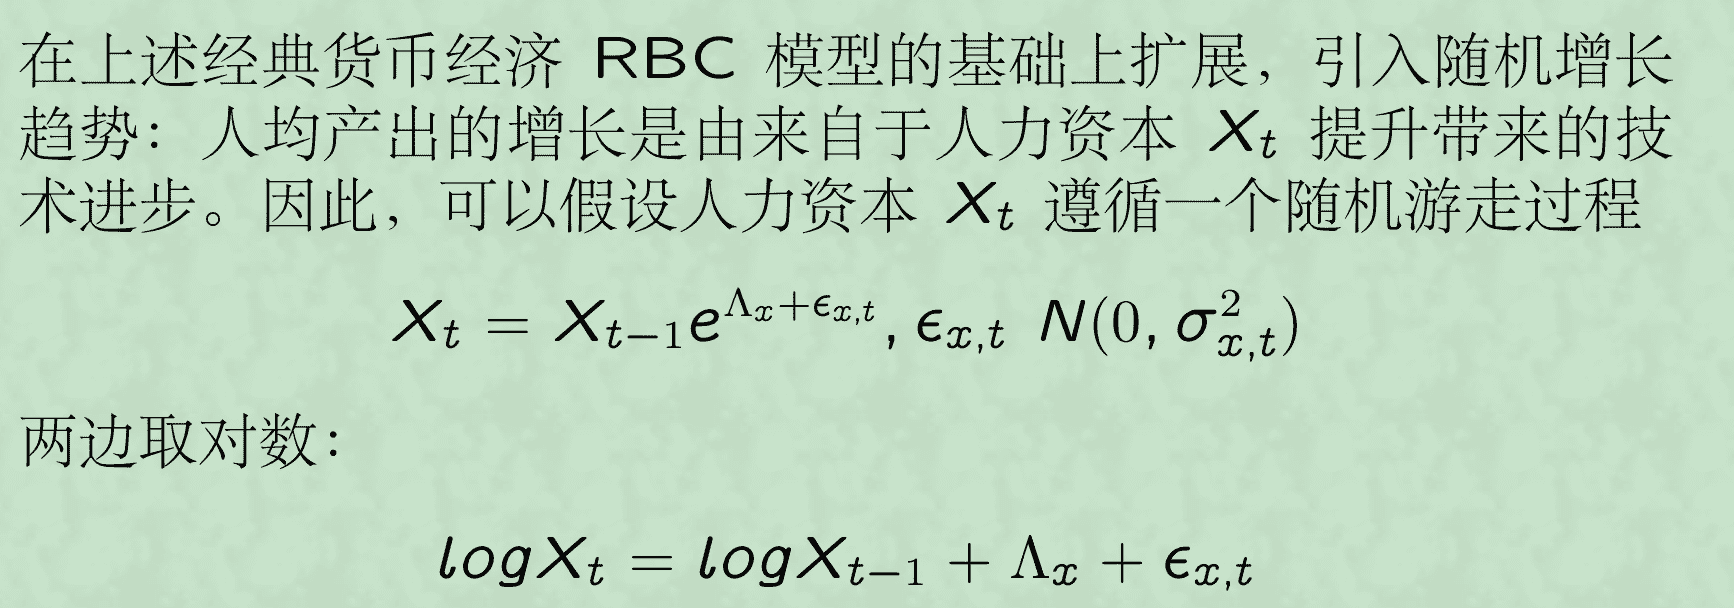 在上述经典货币经济 RBC 模型的基础上扩展，引入随机增长
趋势：人均产出的增长是由来自于人力资本 $X_t$ 提升带来的技
术进步。因此，可以假设人力资本 $X_t$ 遵循一个随机游走过程
$X_t = X_{t-1}e^{\Lambda_x+\epsilon_{x,t}}, \epsilon_{x,t} \ N(0, \sigma^2_{x,t})$
两边取对数：
$logX_t = logX_{t-1} + \Lambda_x + \epsilon_{x,t}$